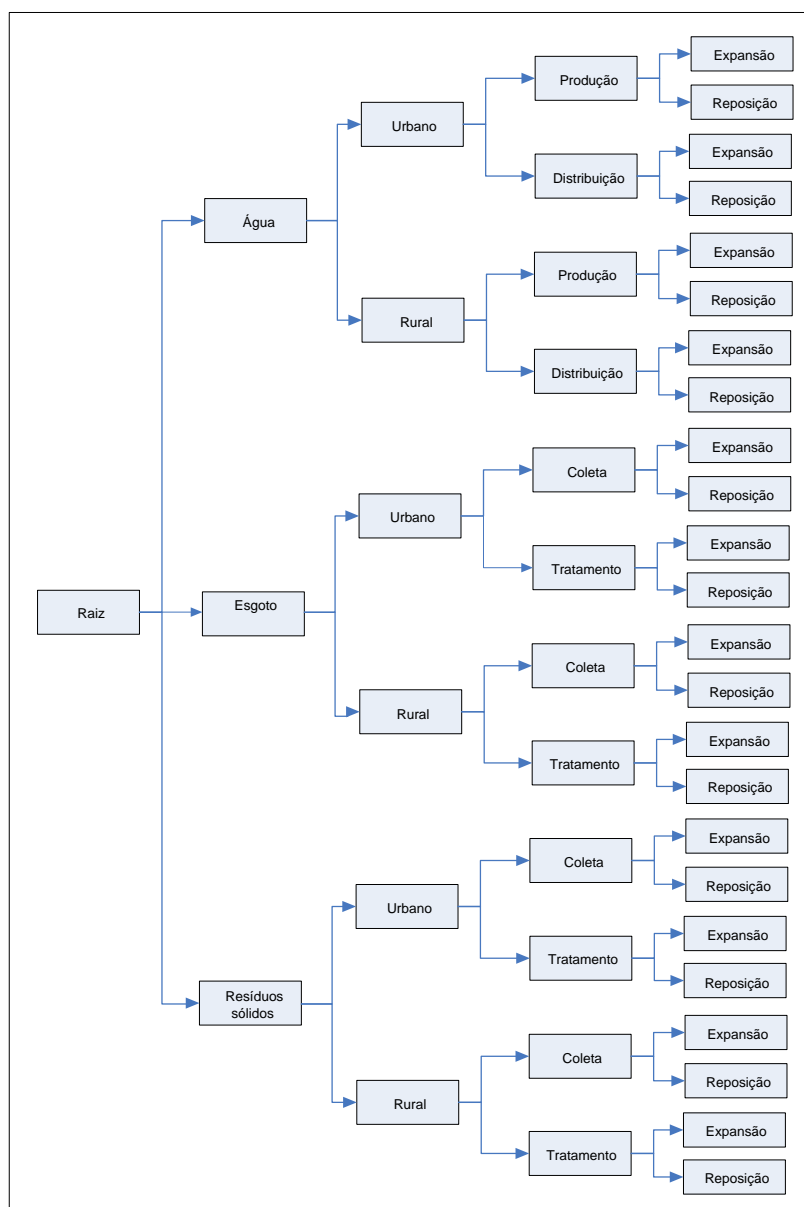 Expansão
Produção
Reposição
Urbano
Expansão
Distribuição
Reposição
Água
Expansão
Produção
Reposição
Rural
Expansão
Distribuição
Reposição
Expansão
Coleta
Reposição
Urbano
Expansão
Tratamento
Reposição
Raiz
Esgoto
Expansão
Coleta
Reposição
Rural
Expansão
Tratamento
Reposição
Expansão
Coleta
Reposição
Urbano
Expansão
Tratamento
Reposição
Resíduos
sólidos
Expansão
Coleta
Reposição
Rural
Expansão
Tratamento
Reposição